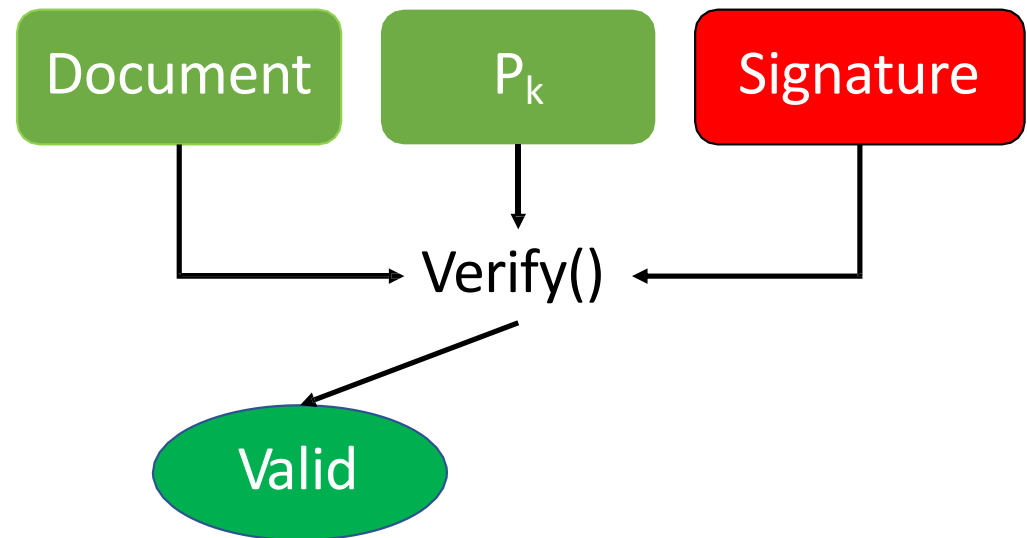 Document
Pₖ
Signature
Verify()
Valid